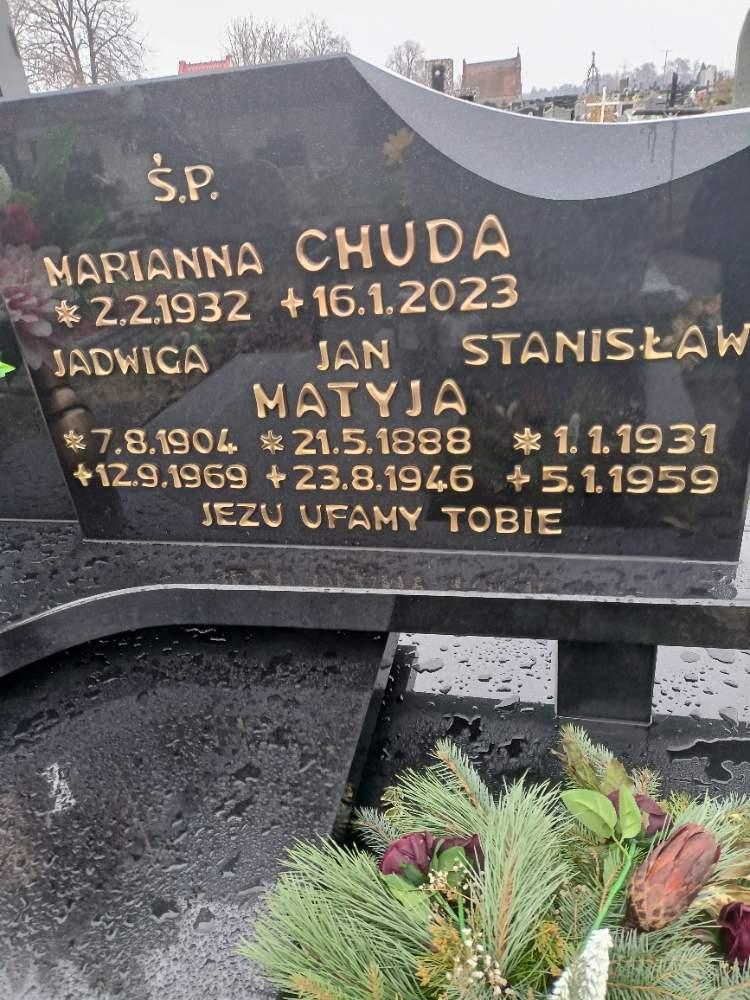 Ś.P.
MARIANNA CHUDA
* 2.2.1932 +16.1.2023
JADWIGA JAN STANISŁAW
MATYJA
*7.8.1904 *21.5.1888 *1.1.1931
+12.9.1969 +23.8.1946 +5.1.1959
JEZU UFAMY TOBIE